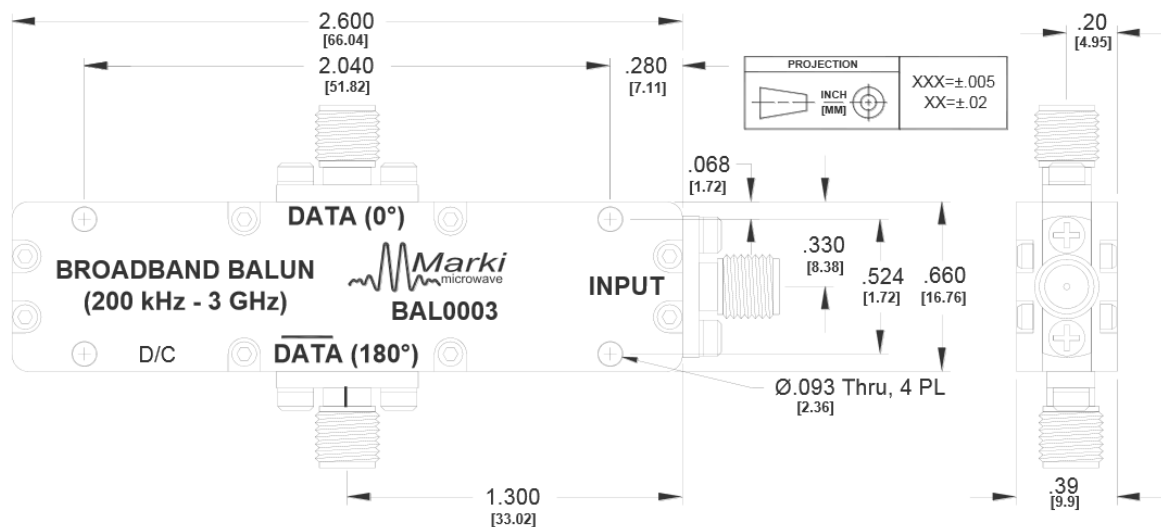 2.600
[66.04]
2.040
[51.82]
.280
[7.11]
PROJECTION
INCH
[MM]
XXX=±.005
XX=±.02
.20
[4.95]
.068
[1.72]
DATA (0°)
BROADBAND BALUN
(200 kHz - 3 GHz)
Marki
microwave
BAL0003
INPUT
.330
[8.38]
.524
[1.72]
.660
[16.76]
D/C
DATA (180°)
Ø.093 Thru, 4 PL
[2.36]
1.300
[33.02]
.39
[9.9]